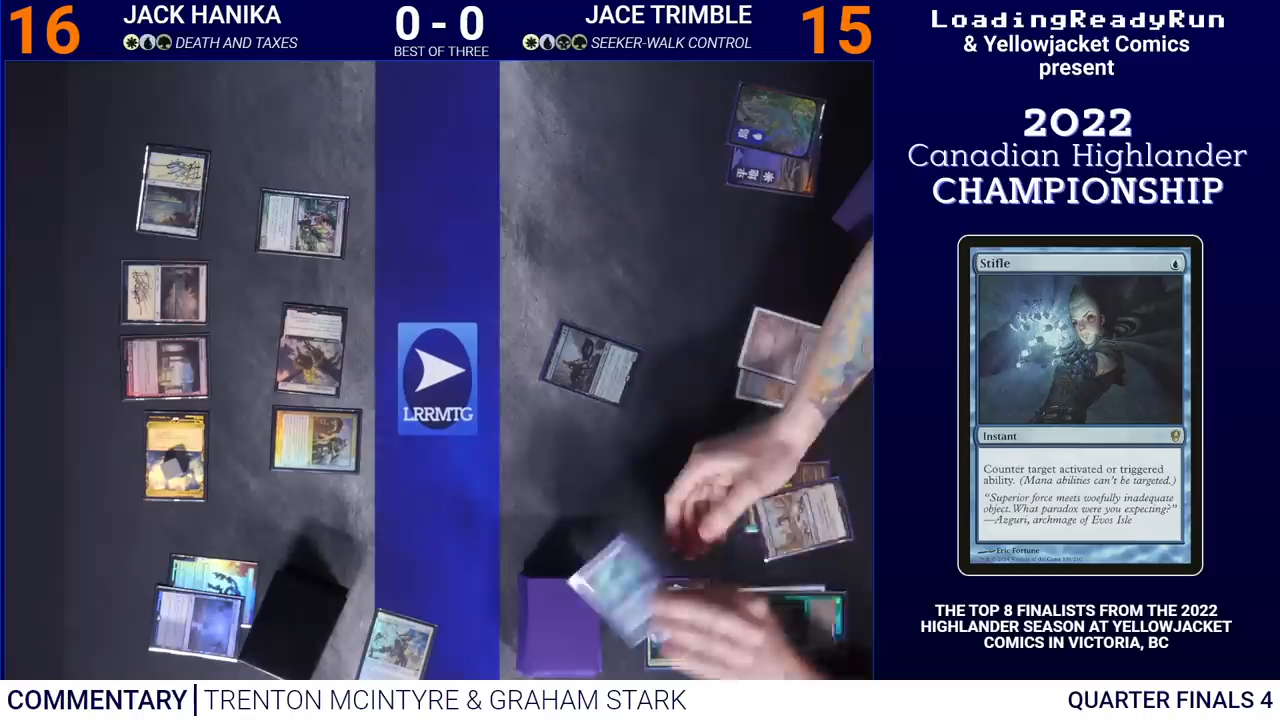 16
JACK HANIKA
DEATH AND TAXES
0 - 0
BEST OF THREE
JACE TRIMBLE
SEEKER-WALK CONTROL
15
LoadingReadyRun
& Yellowjacket Comics
present
2022
Canadian Highlander
CHAMPIONSHIP
Stifle
Instant
Counter target activated or triggered
ability. (Mana abilities can't be targeted.)
"Superior force meets woefully inadequate
object. What paradox were you expecting?"
—Azguri, archmage of Evos Isle
Eric Fortune
THE TOP 8 FINALISTS FROM THE 2022
HIGHLANDER SEASON AT YELLOWJACKET
COMICS IN VICTORIA, BC
LRRMTG
平地
島
COMMENTARY | TRENTON MCINTYRE & GRAHAM STARK
QUARTER FINALS 4